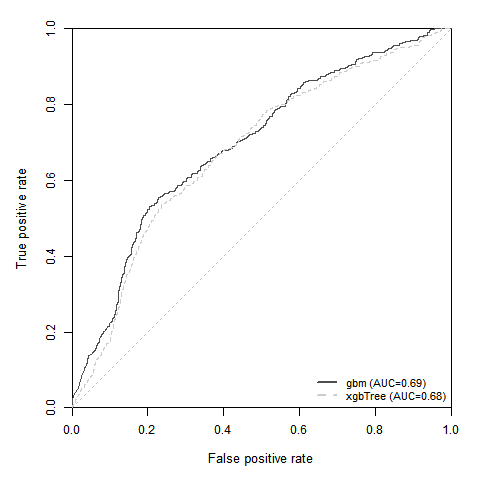 1.0
0.8
0.6
0.4
0.2
0.0
True positive rate
gbm (AUC=0.69)
xgbTree (AUC=0.68)
0.0 0.2 0.4 0.6 0.8 1.0
False positive rate